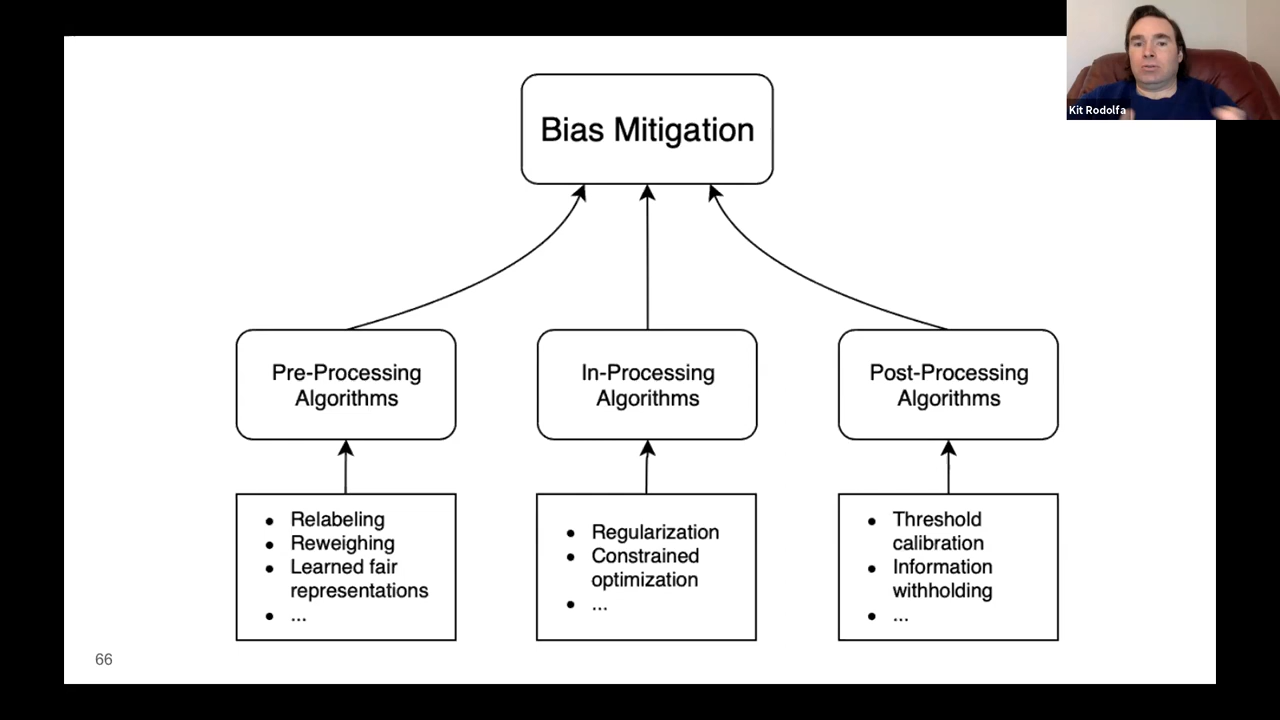 Kit Rodolfa
Bias Mitigation
Pre-Processing
Algorithms
In-Processing
Algorithms
Post-Processing
Algorithms
● Relabeling
● Reweighing
● Learned fair
representations
● ...
● Regularization
● Constrained
optimization
● ...
● Threshold
calibration
● Information
withholding
● ...
66